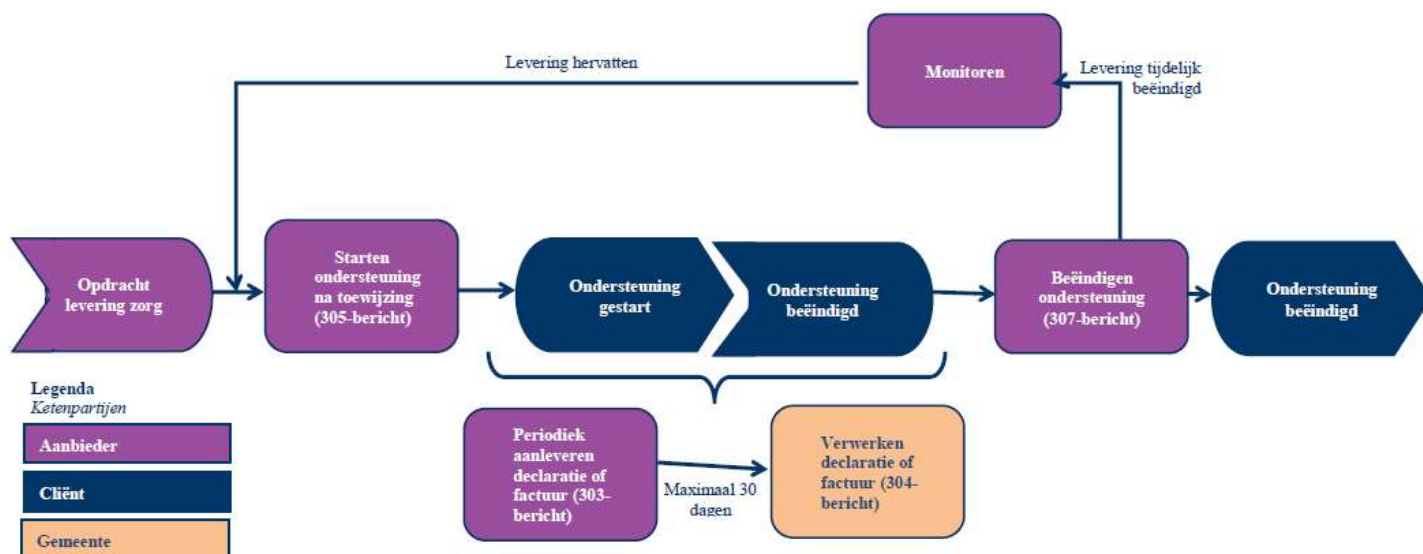 Levering hervatten
Monitoren
Levering tijdelijk
beëindigd
Opdracht
levering zorg
Starten
ondersteuning
na toewijzing
(305-bericht)
Ondersteuning
gestart
Ondersteuning
beëindigd
Beëindigen
ondersteuning
(307-bericht)
Ondersteuning
beëindigd
Legenda
Ketenpartijen
Aanbieder
Cliënt
Gemeente
Periodiek
aanleveren
declaratie of
factuur (303-
bericht)
Maximaal 30
dagen
Verwerken
declaratie of
factuur (304-
bericht)